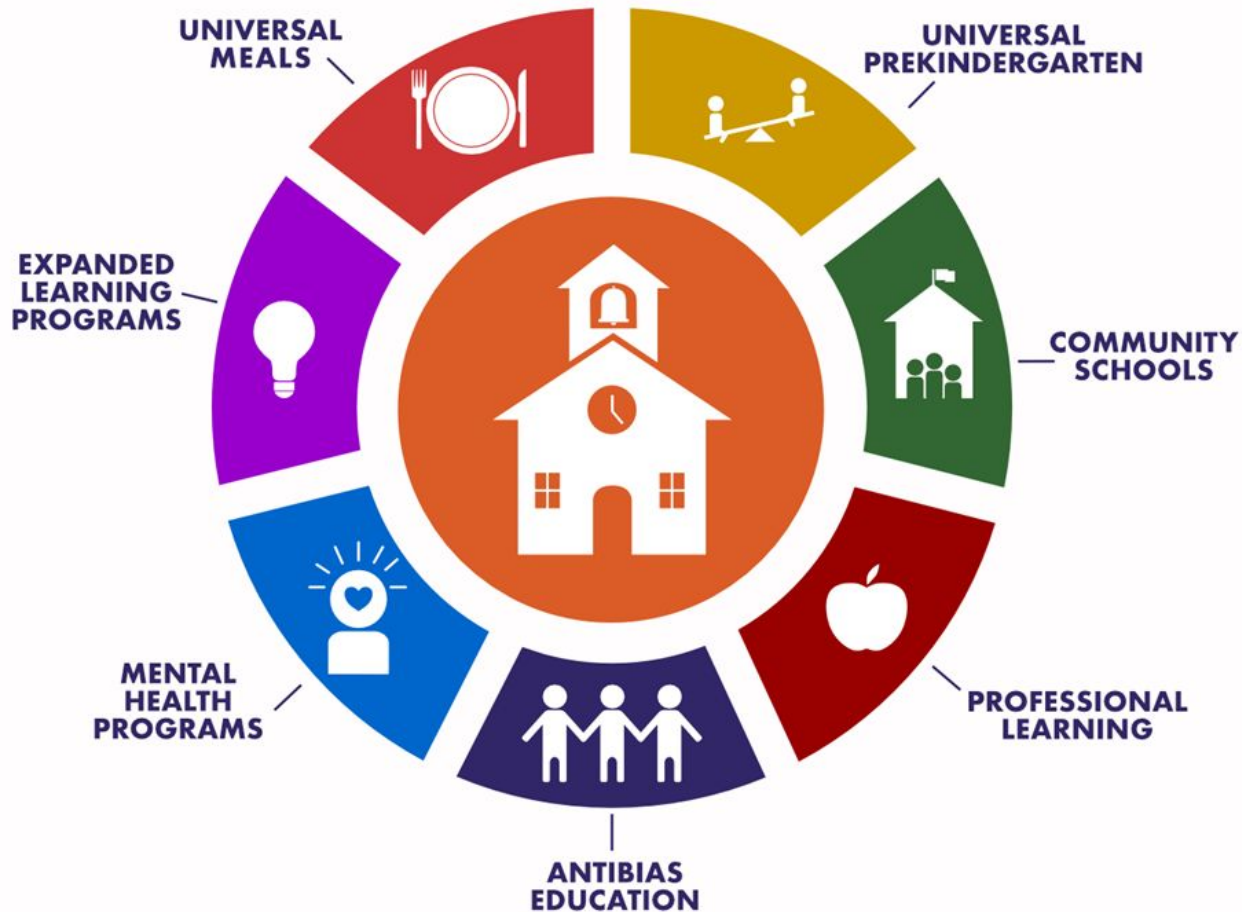 UNIVERSAL
MEALS
UNIVERSAL
PREKINDERGARTEN
EXPANDED
LEARNING
PROGRAMS
COMMUNITY
SCHOOLS
MENTAL
HEALTH
PROGRAMS
PROFESSIONAL
LEARNING
ANTIBIAS
EDUCATION